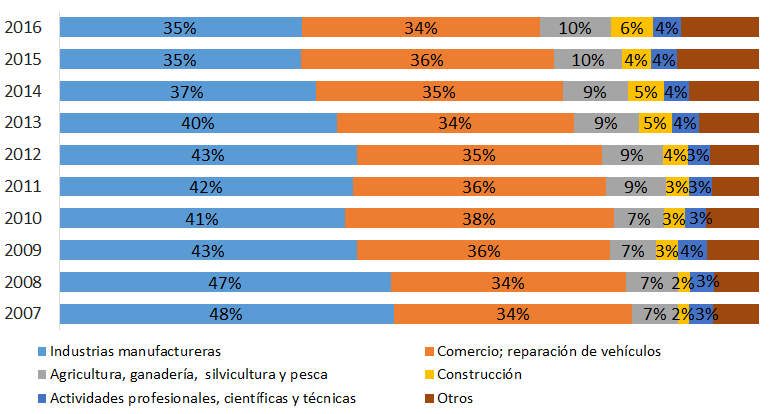 2016 35% 34% 10% 6% 4%
2015 35% 36% 10% 4% 4%
2014 37% 35% 9% 5% 4%
2013 40% 34% 9% 5% 4%
2012 43% 35% 9% 4% 3%
2011 42% 36% 9% 3% 3%
2010 41% 38% 7% 3% 3%
2009 43% 36% 7% 3% 4%
2008 47% 34% 7% 2% 3%
2007 48% 34% 7% 2% 3%
Industrias manufactureras Comercio; reparación de vehículos
Agricultura, ganadería, silvicultura y pesca Construcción
Actividades profesionales, científicas y técnicas Otros